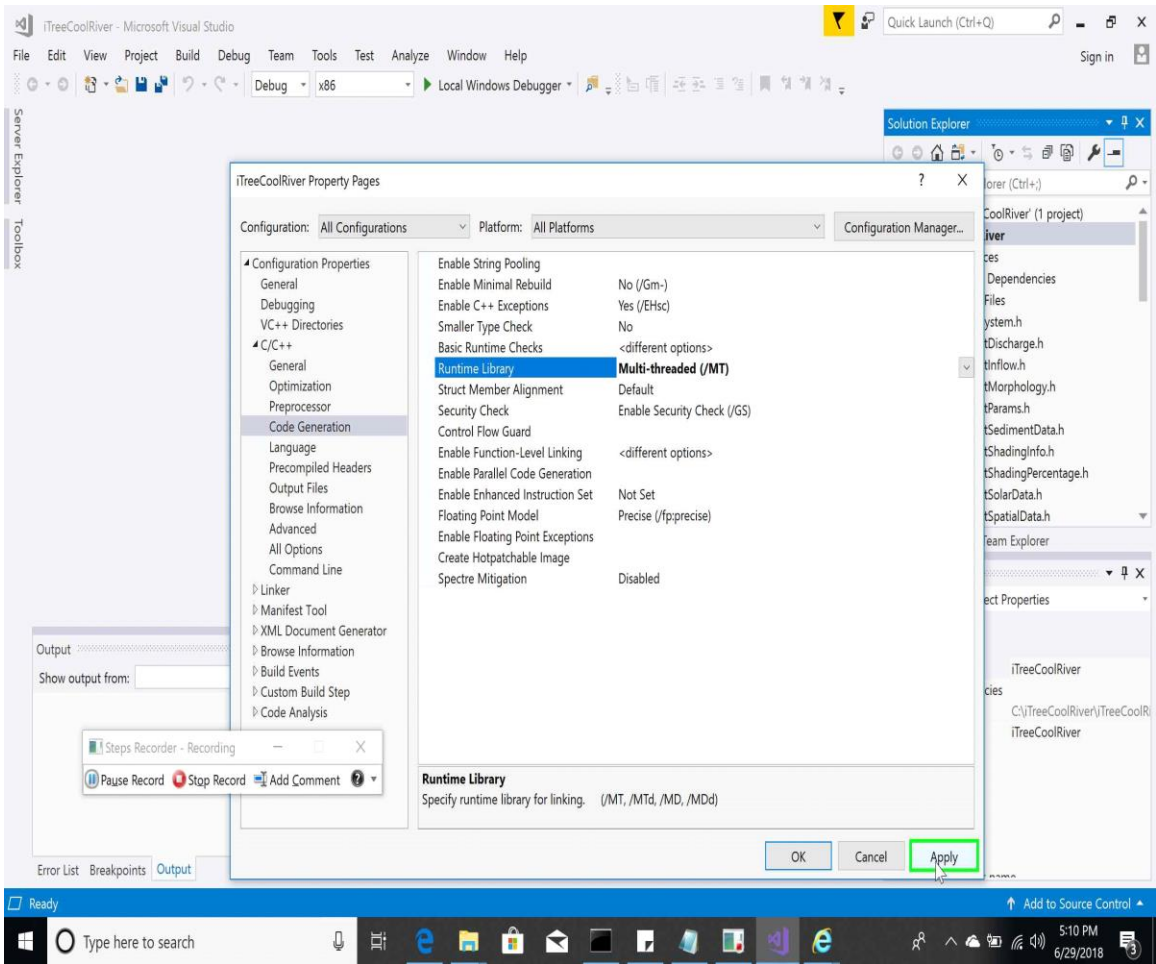 iTreeCoolRiver - Microsoft Visual Studio
Quick Launch (Ctrl+Q)
File Edit View Project Build Debug Team Tools Test Analyze Window Help
Sign in
Debug x86 Local Windows Debugger
Server Explorer
Toolbox
Solution Explorer
iTreeCoolRiver Property Pages
? X
lorer (Ctrl+;)
Configuration: All Configurations
Platform: All Platforms
Configuration Manager...
CoolRiver' (1 project)
iver
ces
Dependencies
Files
ystem.h
tDischarge.h
tInflow.h
tMorphology.h
tParams.h
tSedimentData.h
tShadingInfo.h
tShadingPercentage.h
tSolarData.h
tSpatialData.h
Team Explorer
Configuration Properties
General
Debugging
VC++ Directories
C/C++
General
Optimization
Preprocessor
Code Generation
Language
Precompiled Headers
Output Files
Browse Information
Advanced
All Options
Command Line
Linker
Manifest Tool
XML Document Generator
Browse Information
Build Events
Custom Build Step
Code Analysis
Enable String Pooling
Enable Minimal Rebuild No (/Gm-)
Enable C++ Exceptions Yes (/EHsc)
Smaller Type Check No
Basic Runtime Checks <different options>
Runtime Library Multi-threaded (/MT)
Struct Member Alignment Default
Security Check Enable Security Check (/GS)
Control Flow Guard
Enable Function-Level Linking <different options>
Enable Parallel Code Generation
Enable Enhanced Instruction Set Not Set
Floating Point Model Precise (/fp:precise)
Enable Floating Point Exceptions
Create Hotpatchable Image
Spectre Mitigation Disabled
Runtime Library
Specify runtime library for linking. (/MT, /MTd, /MD, /MDd)
OK Cancel Apply
ect Properties
iTreeCoolRiver
cies
C:\iTreeCoolRiver\iTreeCoolRi
iTreeCoolRiver
Output
Show output from:
Steps Recorder - Recording
Pause Record Stop Record Add Comment
Error List Breakpoints Output
Ready
Add to Source Control
Type here to search
5:10 PM
6/29/2018
3